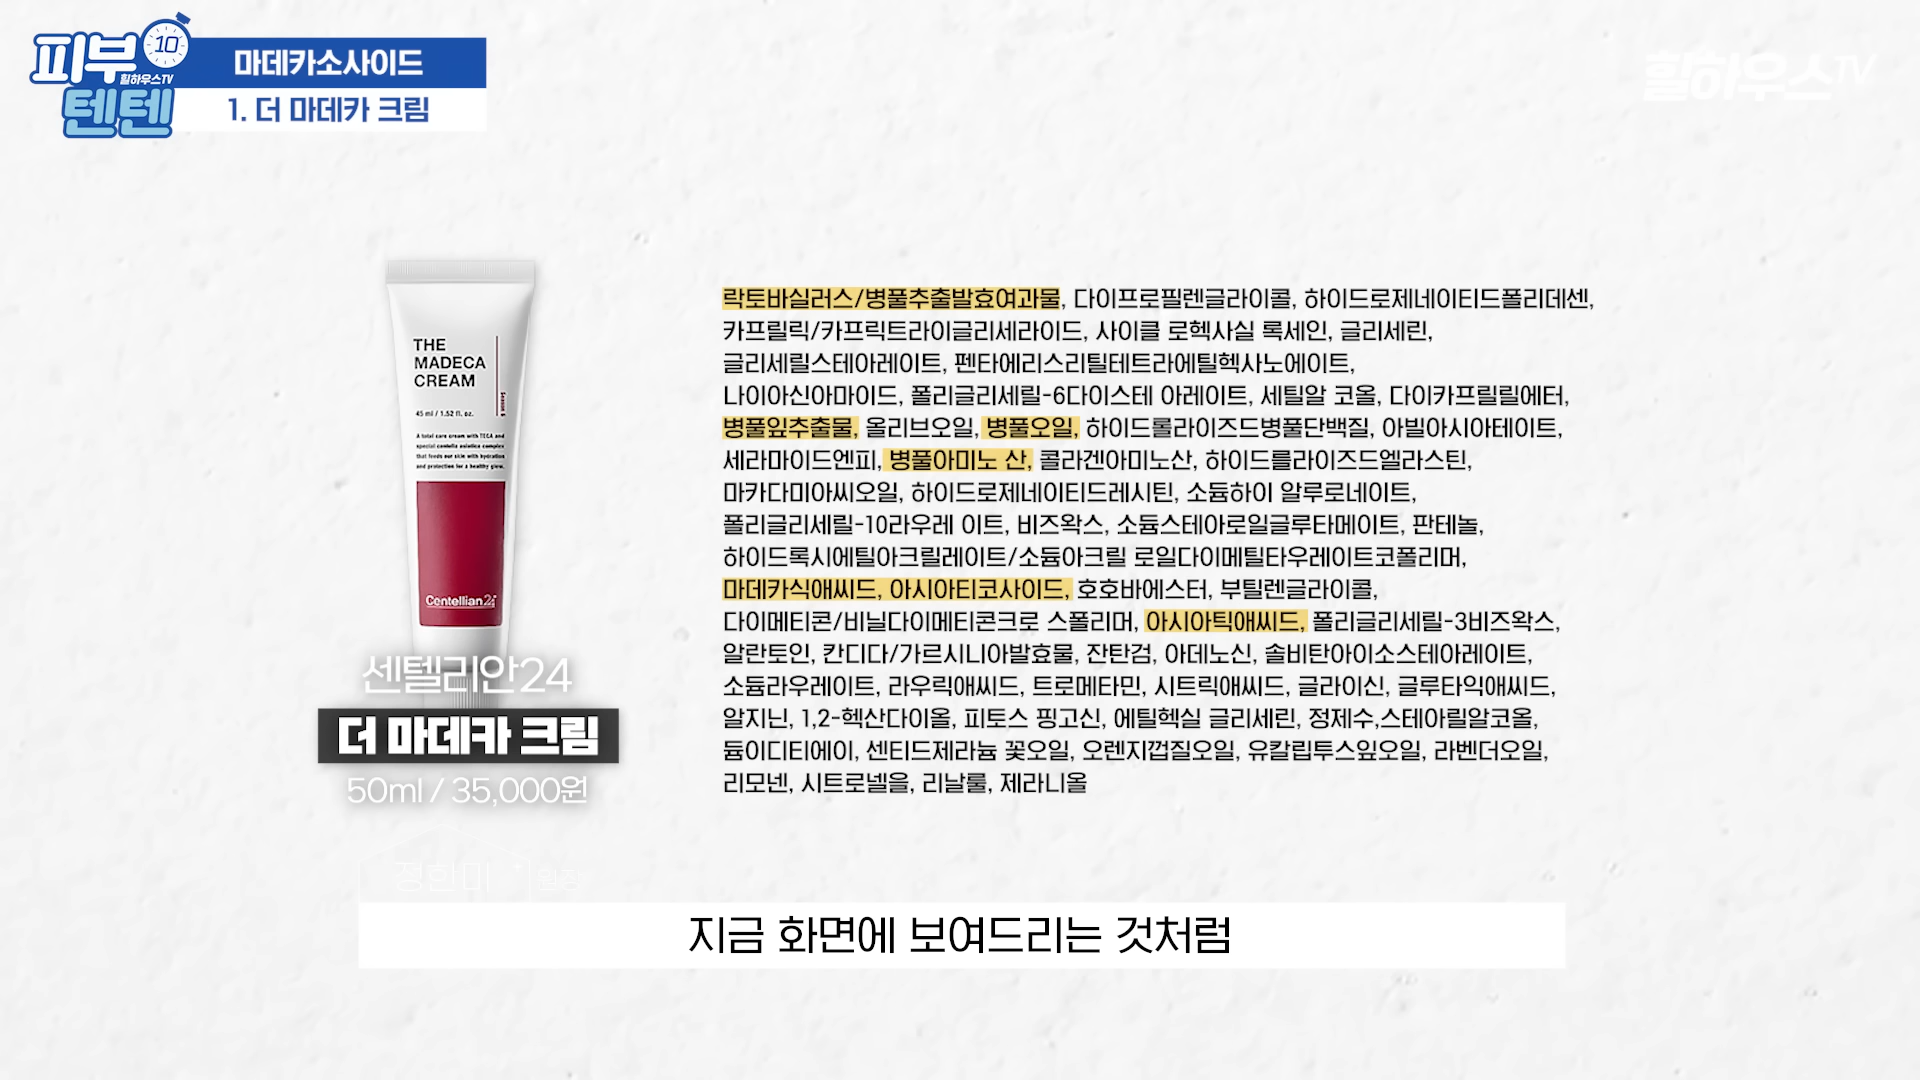 피부
10
힐하우스TV
텐텐
마데카소사이드
1. 더 마데카 크림
힐하우스TV
THE
MADECA
CREAM
45 ml / 1.52 fl. oz.
A total care cream with TECA and
special centella asiatica complex
that feeds our skin with hydration
and protection for a healthy glow.
Season 6
Centellian24
센텔리안24
더 마데카 크림
50ml / 35,000원
락토바실러스/병풀추출발효여과물, 다이프로필렌글라이콜, 하이드로제네이티드폴리데센,
카프릴릭/카프릭트라이글리세라이드, 사이클 로헥사실 록세인, 글리세린,
글리세릴스테아레이트, 펜타에리스리틸테트라에틸헥사노에이트,
나이아신아마이드, 폴리글리세릴-6다이스테 아레이트, 세틸알 코올, 다이카프릴릴에터,
병풀잎추출물, 올리브오일, 병풀오일, 하이드롤라이즈드병풀단백질, 아빌아시아테이트,
세라마이드엔피, 병풀아미노 산, 콜라겐아미노산, 하이드를라이즈드엘라스틴,
마카다미아씨오일, 하이드로제네이티드레시틴, 소듐하이 알루로네이트,
폴리글리세릴-10라우레 이트, 비즈왁스, 소듐스테아로일글루타메이트, 판테놀,
하이드록시에틸아크릴레이트/소듐아크릴 로일다이메틸타우레이트코폴리머,
마데카식애씨드, 아시아티코사이드, 호호바에스터, 부틸렌글라이콜,
다이메티콘/비닐다이메티콘크로 스폴리머, 아시아틱애씨드, 폴리글리세릴-3비즈왁스,
알란토인, 칸디다/가르시니아발효물, 잔탄검, 아데노신, 솔비탄아이소스테아레이트,
소듐라우레이트, 라우릭애씨드, 트로메타민, 시트릭애씨드, 글라이신, 글루타익애씨드,
알지닌, 1,2-헥산다이올, 피토스 핑고신, 에틸헥실 글리세린, 정제수,스테아릴알코올,
듐이디티에이, 센티드제라늄 꽃오일, 오렌지껍질오일, 유칼립투스잎오일, 라벤더오일,
리모넨, 시트로넬올, 리날룰, 제라니올
정한미 원장
지금 화면에 보여드리는 것처럼